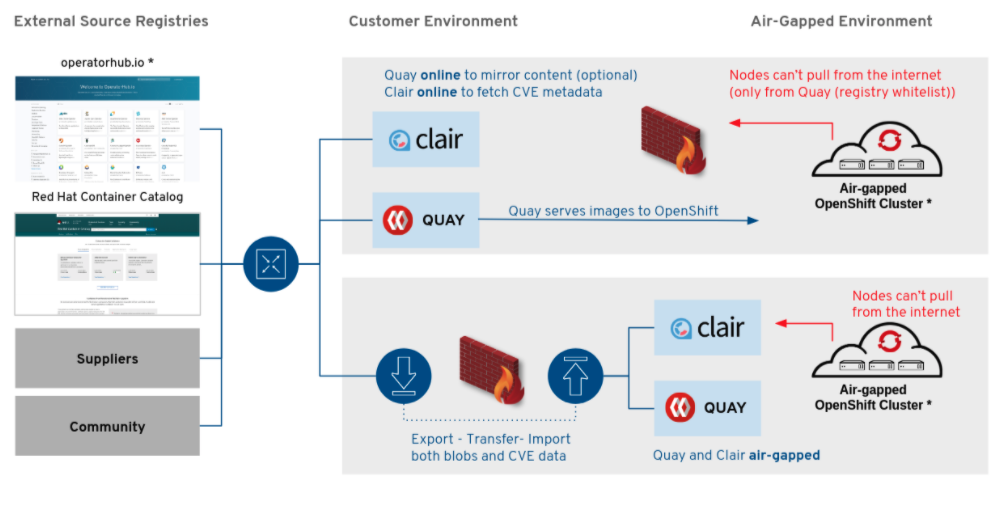 External Source Registries
Customer Environment
Air-Gapped Environment
operatorhub.io *
Welcome to OperatorHub.io
Red Hat Container Catalog
Suppliers
Community
Quay online to mirror content (optional)
Clair online to fetch CVE metadata
clair
QUAY
Quay serves images to OpenShift
Nodes can't pull from the internet
(only from Quay (registry whitelist))
Air-gapped
OpenShift Cluster *
Export - Transfer- Import
both blobs and CVE data
clair
QUAY
Quay and Clair air-gapped
Nodes can't pull
from the internet
Air-gapped
OpenShift Cluster *